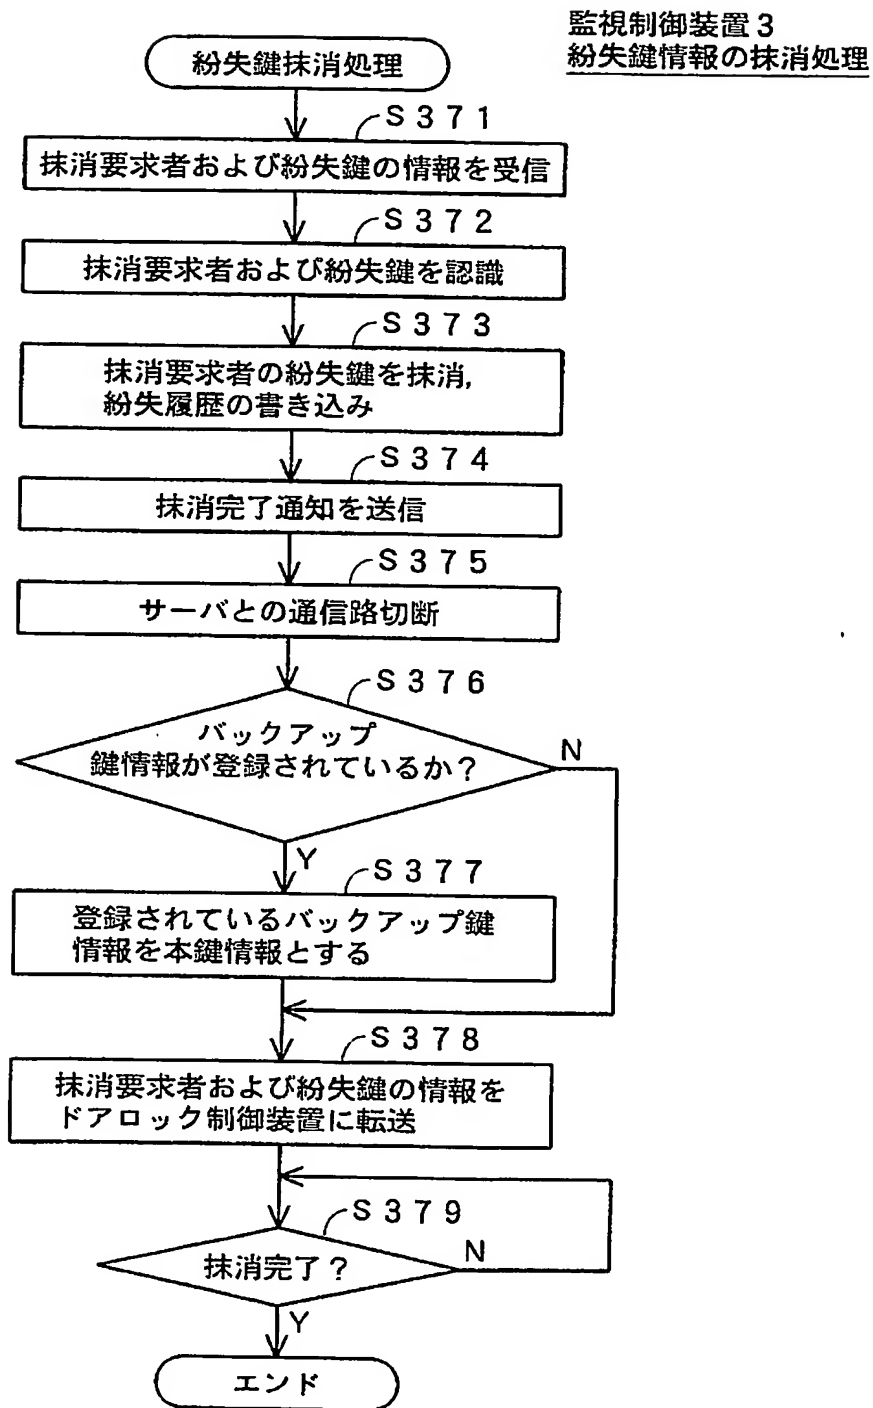 監視制御装置3
紛失鍵情報の抹消処理
紛失鍵抹消処理
S371
抹消要求者および紛失鍵の情報を受信
S372
抹消要求者および紛失鍵を認識
S373
抹消要求者の紛失鍵を抹消,
紛失履歴の書き込み
S374
抹消完了通知を送信
S375
サーバとの通信路切断
S376
バックアップ
鍵情報が登録されているか?
N
Y
S377
登録されているバックアップ鍵
情報を本鍵情報とする
S378
抹消要求者および紛失鍵の情報を
ドアロック制御装置に転送
S379
抹消完了?
N
Y
エンド